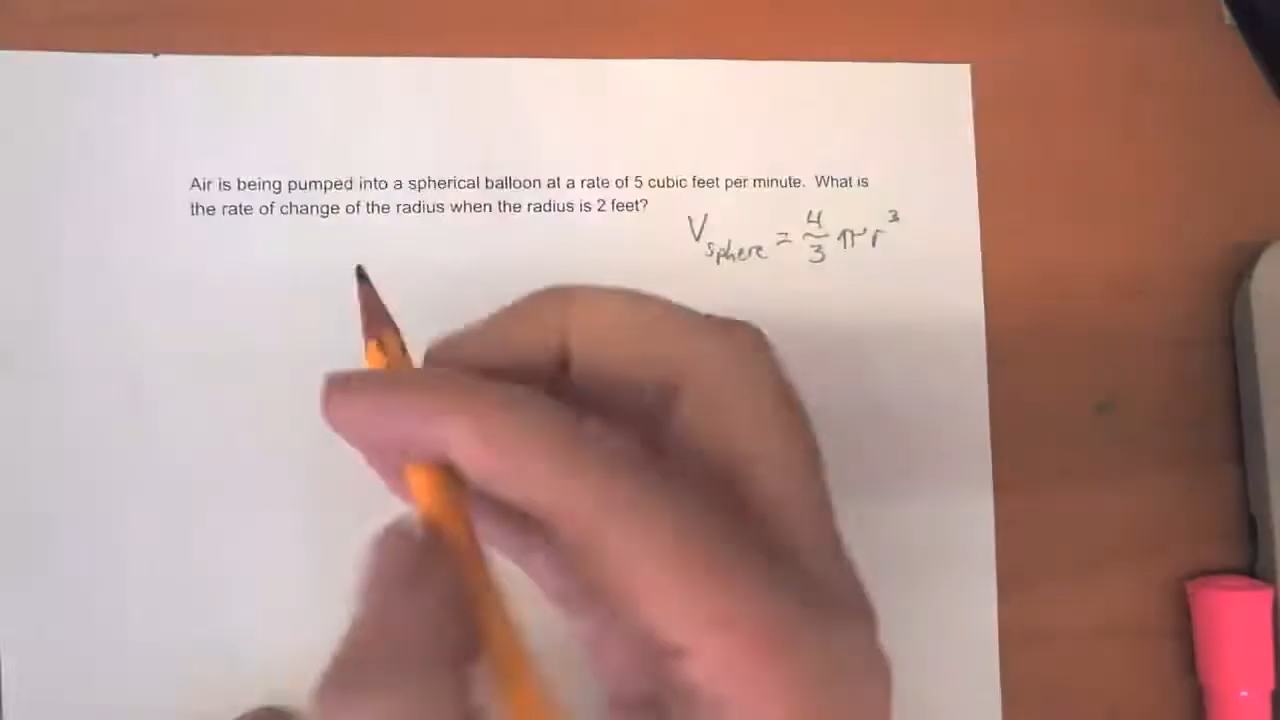 Air is being pumped into a spherical balloon at a rate of 5 cubic feet per minute.  What is
the rate of change of the radius when the radius is 2 feet?
V_sphere = 4/3 πr³